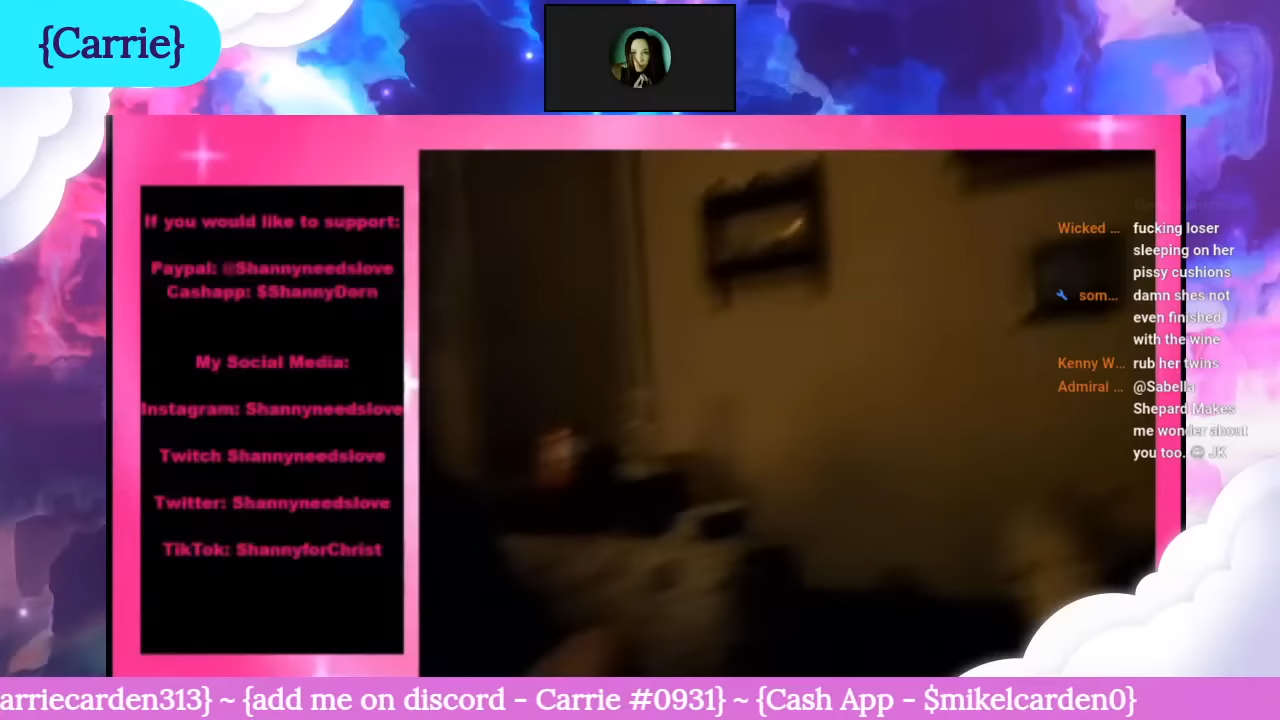 {Carrie}
If you would like to support:
Paypal: @Shannyneedslove
Cashapp: $ShannyDorn
My Social Media:
Instagram: Shannyneedslove
Twitch Shannyneedslove
Twitter: Shannyneedslove
TikTok: ShannyforChrist
Wicked ... fucking loser
sleeping on her
pissy cushions
som... damn shes not
even finished
with the wine
Kenny W... rub her twins
Admiral ... @Sabella
Shepard Makes
me wonder about
you too. JK
arriecarden313} ~ {add me on discord - Carrie #0931} ~ {Cash App - $mikelcarden0}